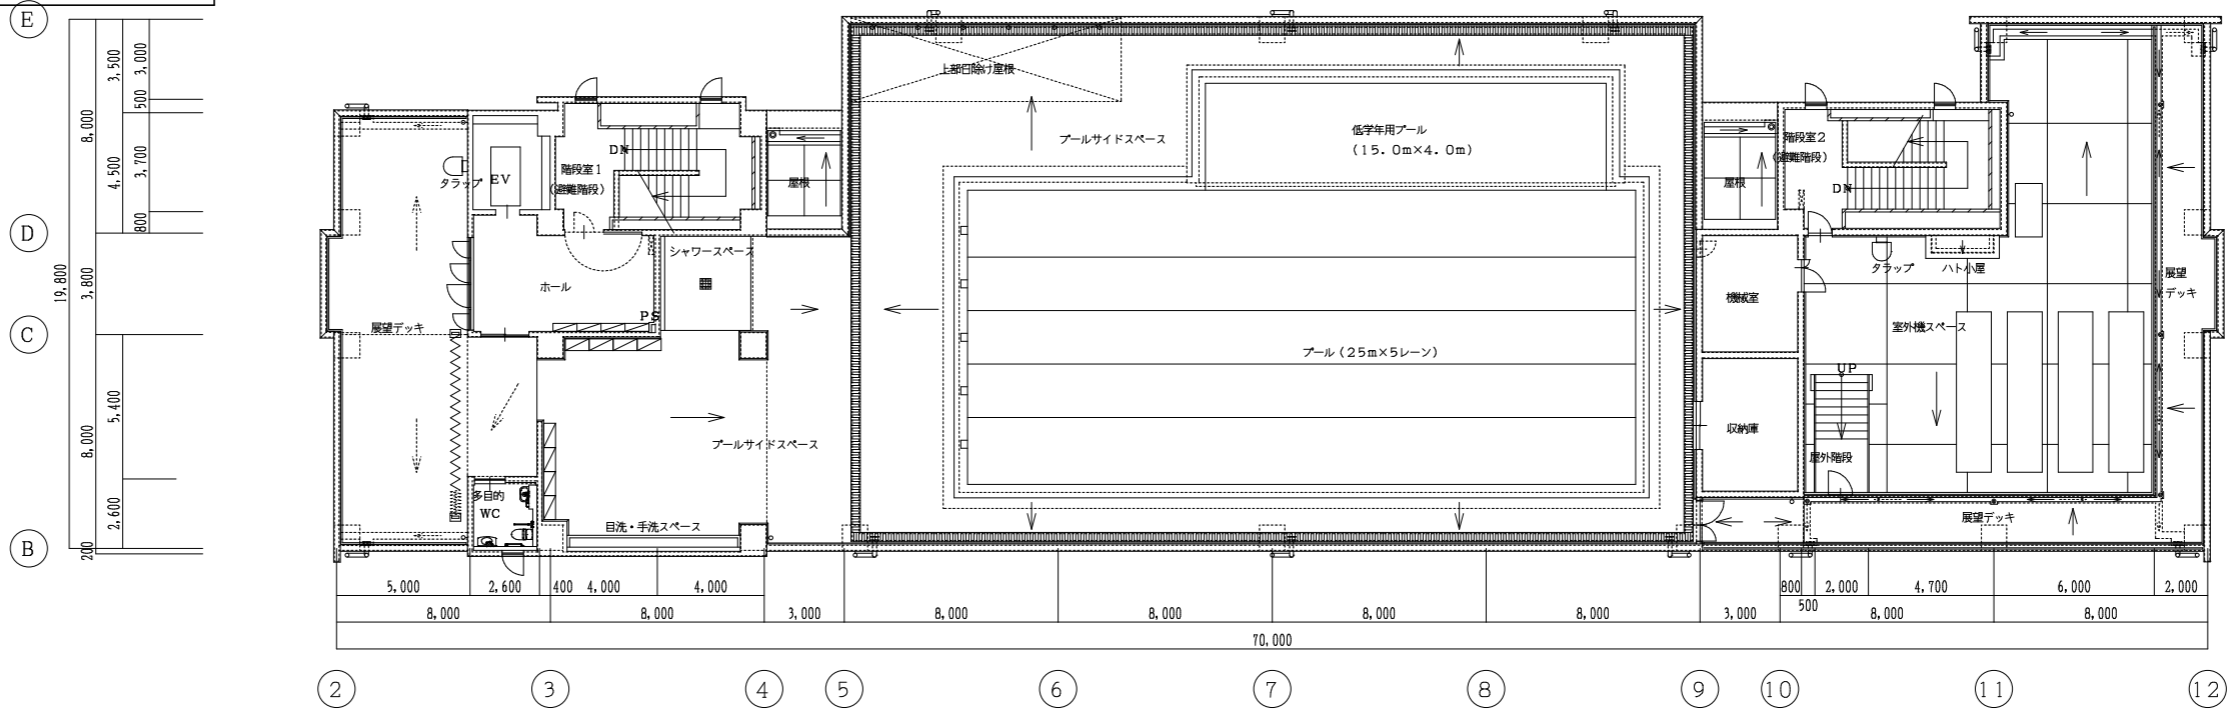 E
D
C
B
19,800
8,000
3,800
8,000
200
3,500
4,500
5,400
2,600
3,000
500
3,700
800
上部日除け屋根
プールサイドスペース
低学年用プール
(15.0m×4.0m)
DN
階段室1
(避難階段)
タラップ
EV
屋根
シャワースペース
ホール
PS
展望デッキ
プール(25m×5レーン)
プールサイドスペース
多目的
WC
目洗・手洗スペース
屋根
階段室2
(避難階段)
DN
機械室
タラップ
ハト小屋
展望
デッキ
室外機スペース
UP
収納庫
屋外階段
展望デッキ
5,000
2,600
400
4,000
4,000
800
500
2,000
4,700
6,000
2,000
8,000
8,000
3,000
8,000
8,000
8,000
8,000
3,000
8,000
8,000
70,000
2
3
4
5
6
7
8
9
10
11
12